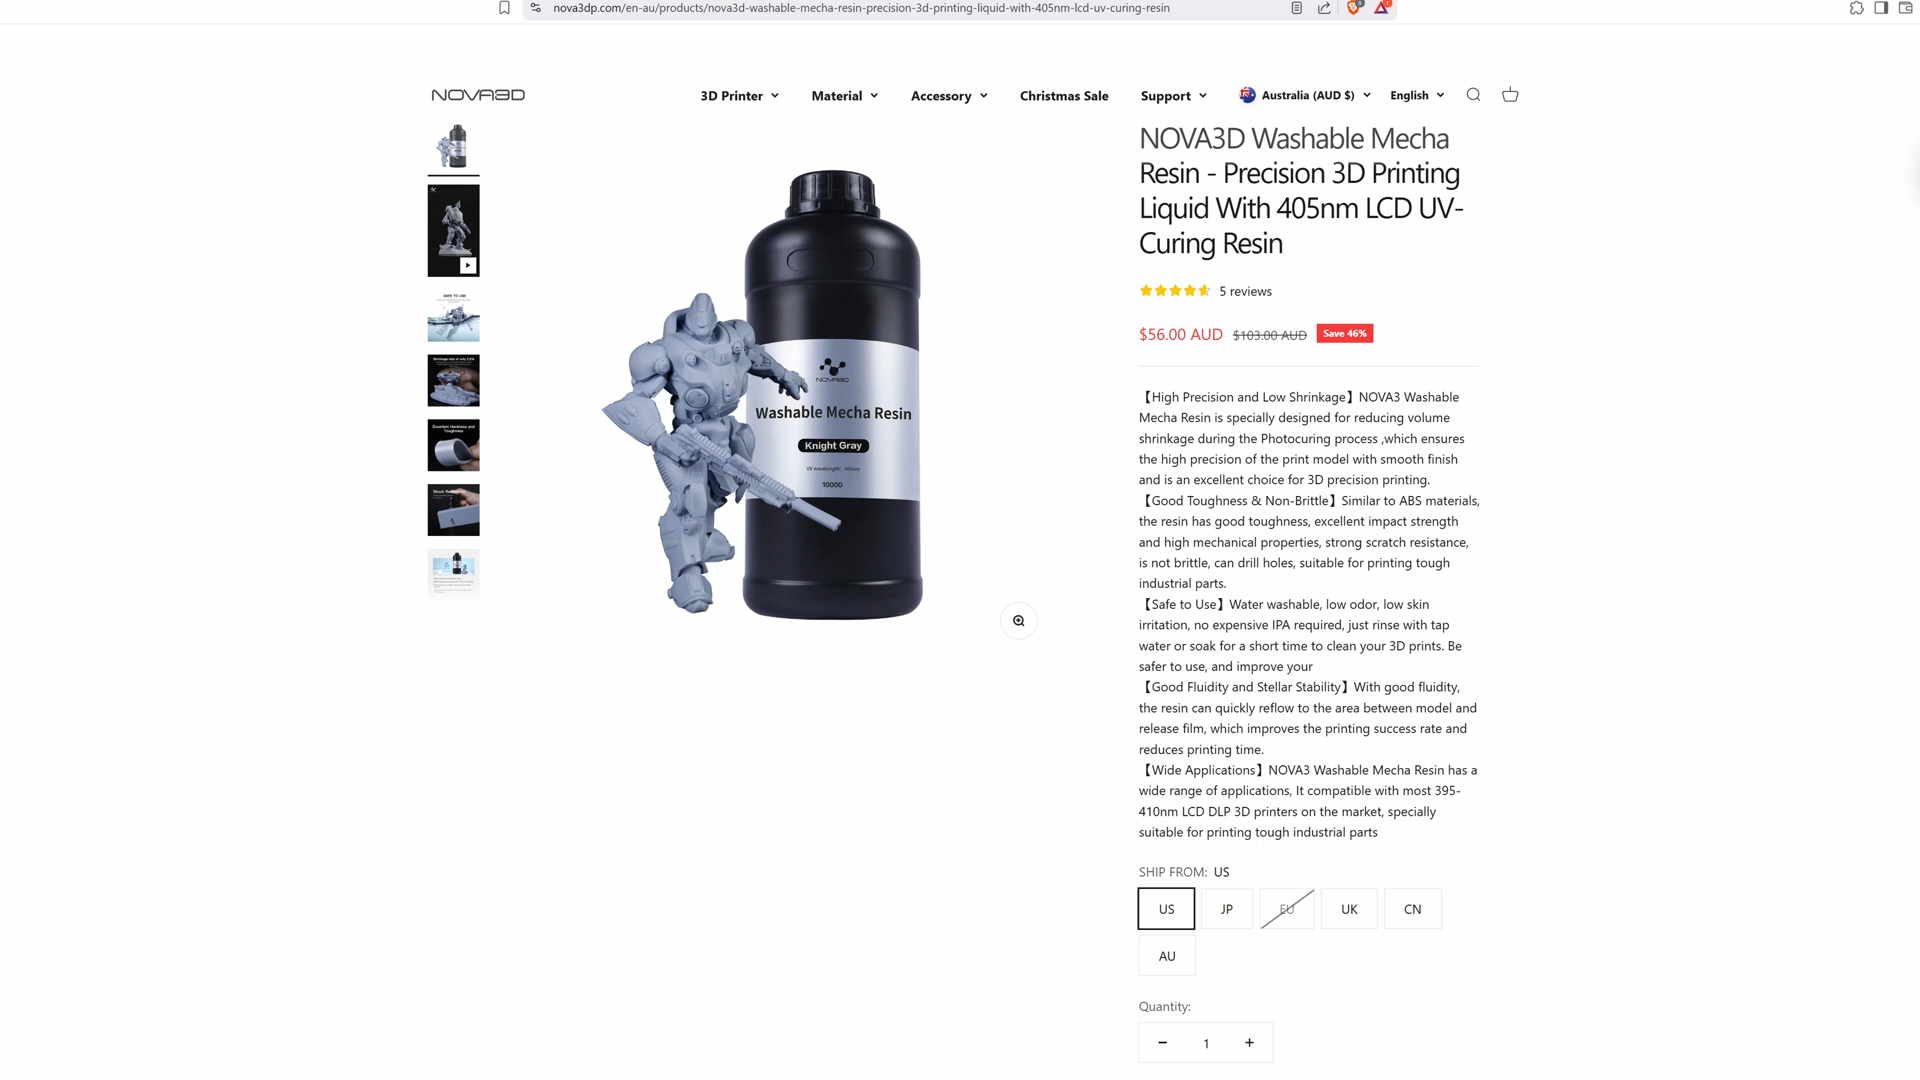 nova3dp.com/en-au/products/nova3d-washable-mecha-resin-precision-3d-printing-liquid-with-405nm-lcd-uv-curing-resin
NOVA3D
3D Printer
Material
Accessory
Christmas Sale
Support
Australia (AUD $)
English
NOVA3D Washable Mecha
Resin - Precision 3D Printing
Liquid With 405nm LCD UV-
Curing Resin
5 reviews
$56.00 AUD $103.00 AUD Save 46%
【High Precision and Low Shrinkage】NOVA3 Washable
Mecha Resin is specially designed for reducing volume
shrinkage during the Photocuring process ,which ensures
the high precision of the print model with smooth finish
and is an excellent choice for 3D precision printing.
【Good Toughness & Non-Brittle】Similar to ABS materials,
the resin has good toughness, excellent impact strength
and high mechanical properties, strong scratch resistance,
is not brittle, can drill holes, suitable for printing tough
industrial parts.
【Safe to Use】Water washable, low odor, low skin
irritation, no expensive IPA required, just rinse with tap
water or soak for a short time to clean your 3D prints. Be
safer to use, and improve your
【Good Fluidity and Stellar Stability】With good fluidity,
the resin can quickly reflow to the area between model and
release film, which improves the printing success rate and
reduces printing time.
【Wide Applications】NOVA3 Washable Mecha Resin has a
wide range of applications, It compatible with most 395-
410nm LCD DLP 3D printers on the market, specially
suitable for printing tough industrial parts
SHIP FROM: US
US
JP
EU
UK
CN
AU
Quantity:
− 1 +
NOVA3D
Washable Mecha Resin
Knight Gray
UV wavelength: 405nm
1000G
SAFE TO USE
Excellent Hardness and
Toughness